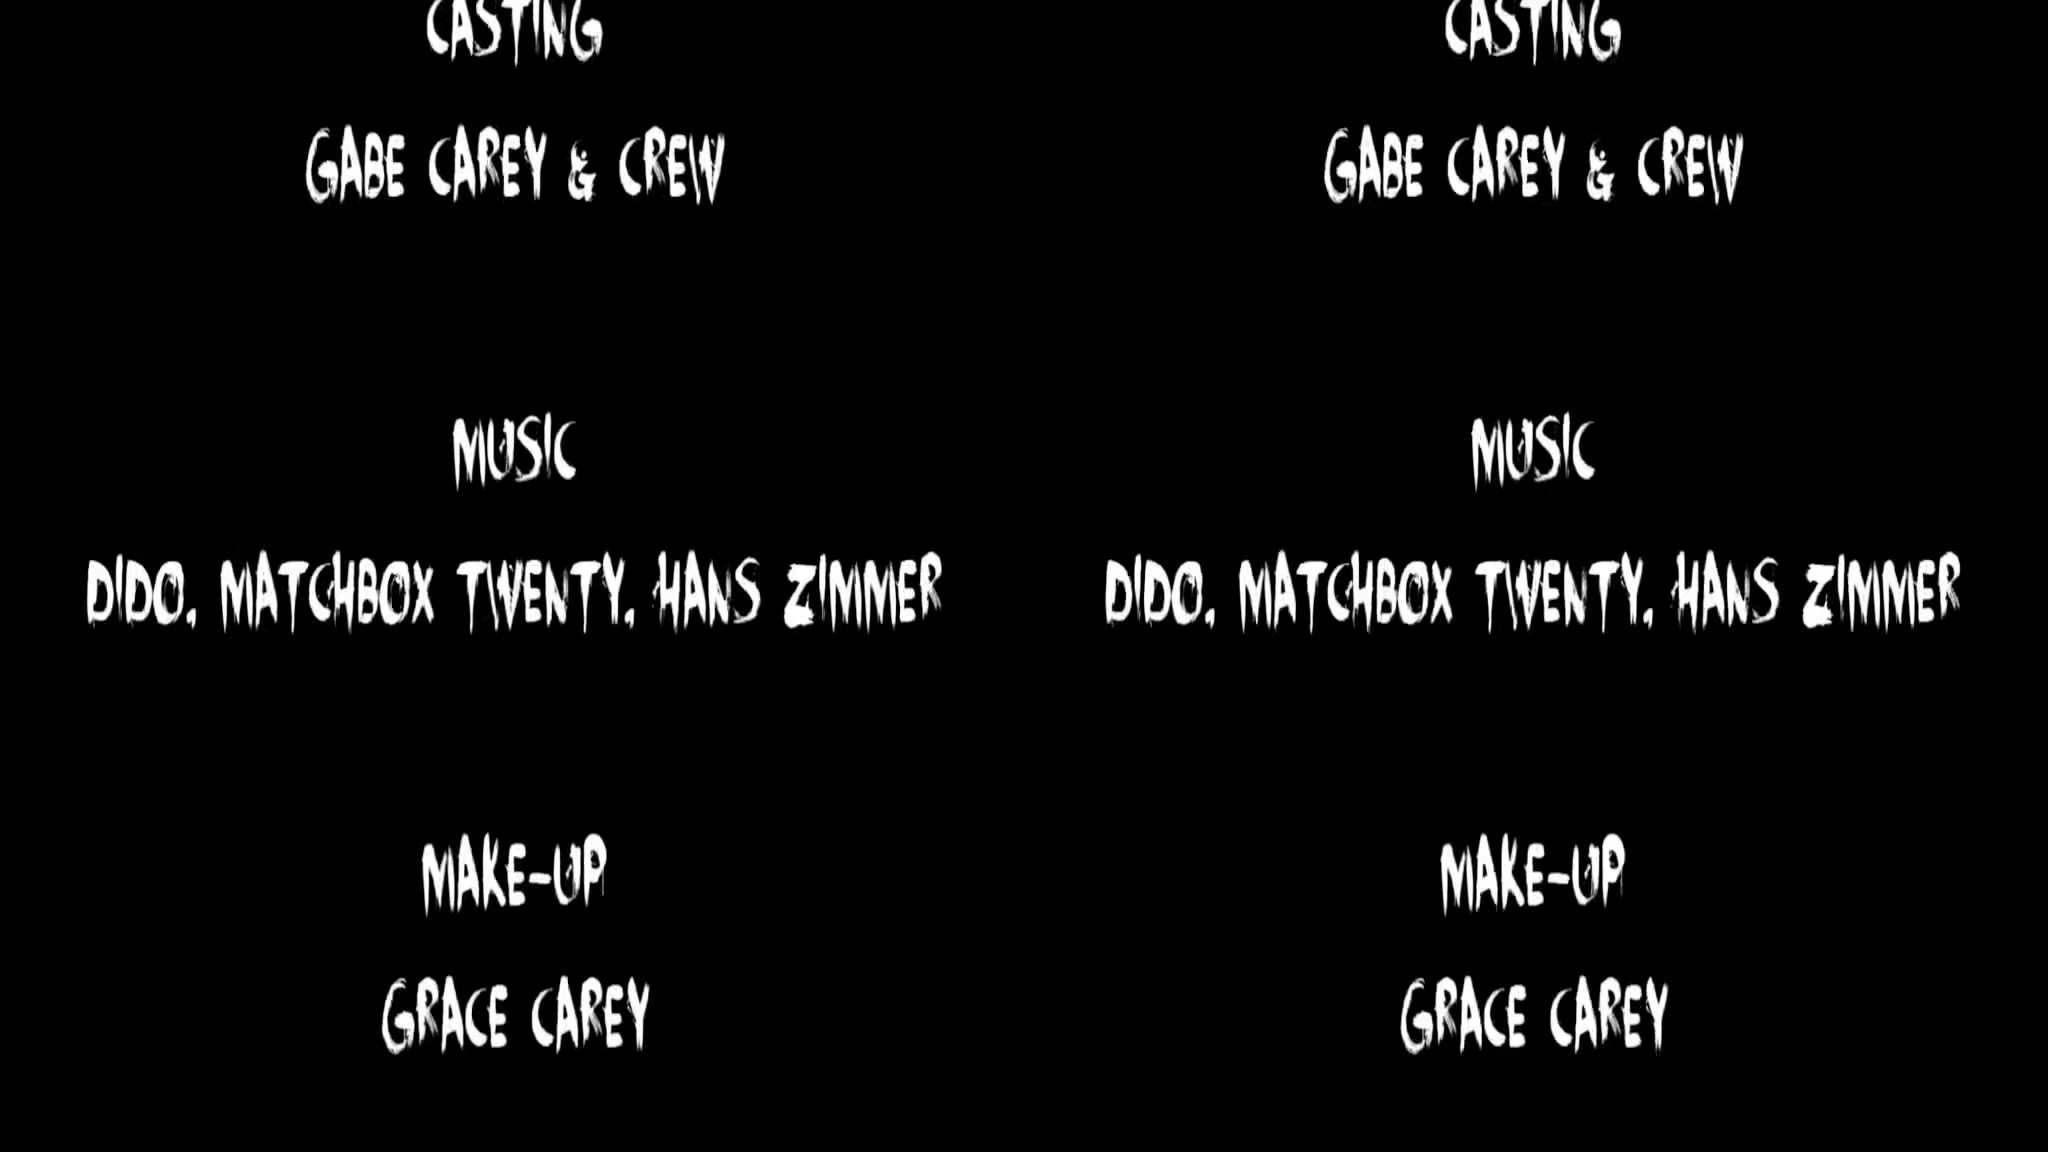 CASTING CASTING
GABE CAREY & CREW GABE CAREY & CREW
MUSIC MUSIC
DIDO, MATCHBOX TWENTY, HANS ZIMMER DIDO, MATCHBOX TWENTY, HANS ZIMMER
MAKE-UP MAKE-UP
GRACE CAREY GRACE CAREY